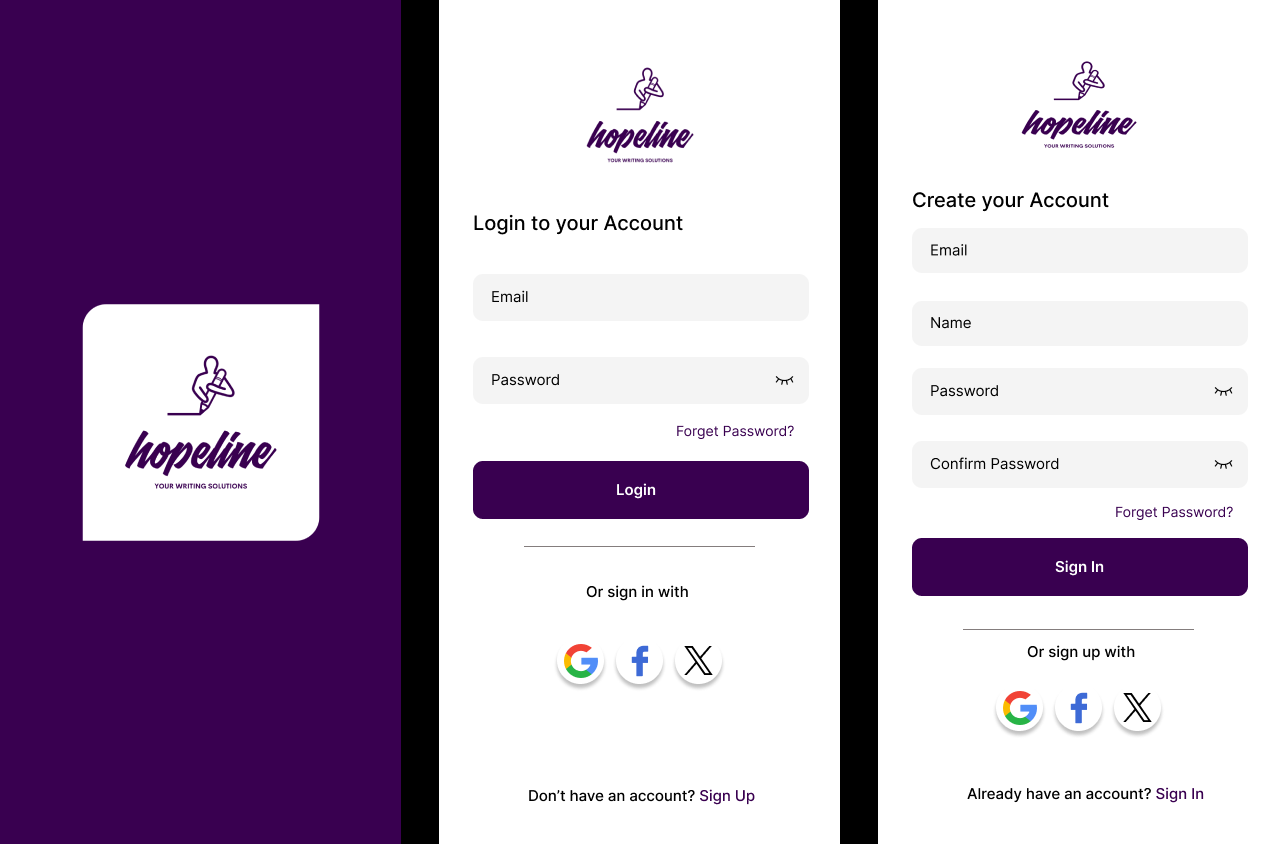 hopeline
YOUR WRITING SOLUTIONS
hopeline
YOUR WRITING SOLUTIONS
Login to your Account
Email
Password
Forget Password?
Login
Or sign in with
Don’t have an account? Sign Up
hopeline
YOUR WRITING SOLUTIONS
Create your Account
Email
Name
Password
Confirm Password
Forget Password?
Sign In
Or sign up with
Already have an account? Sign In